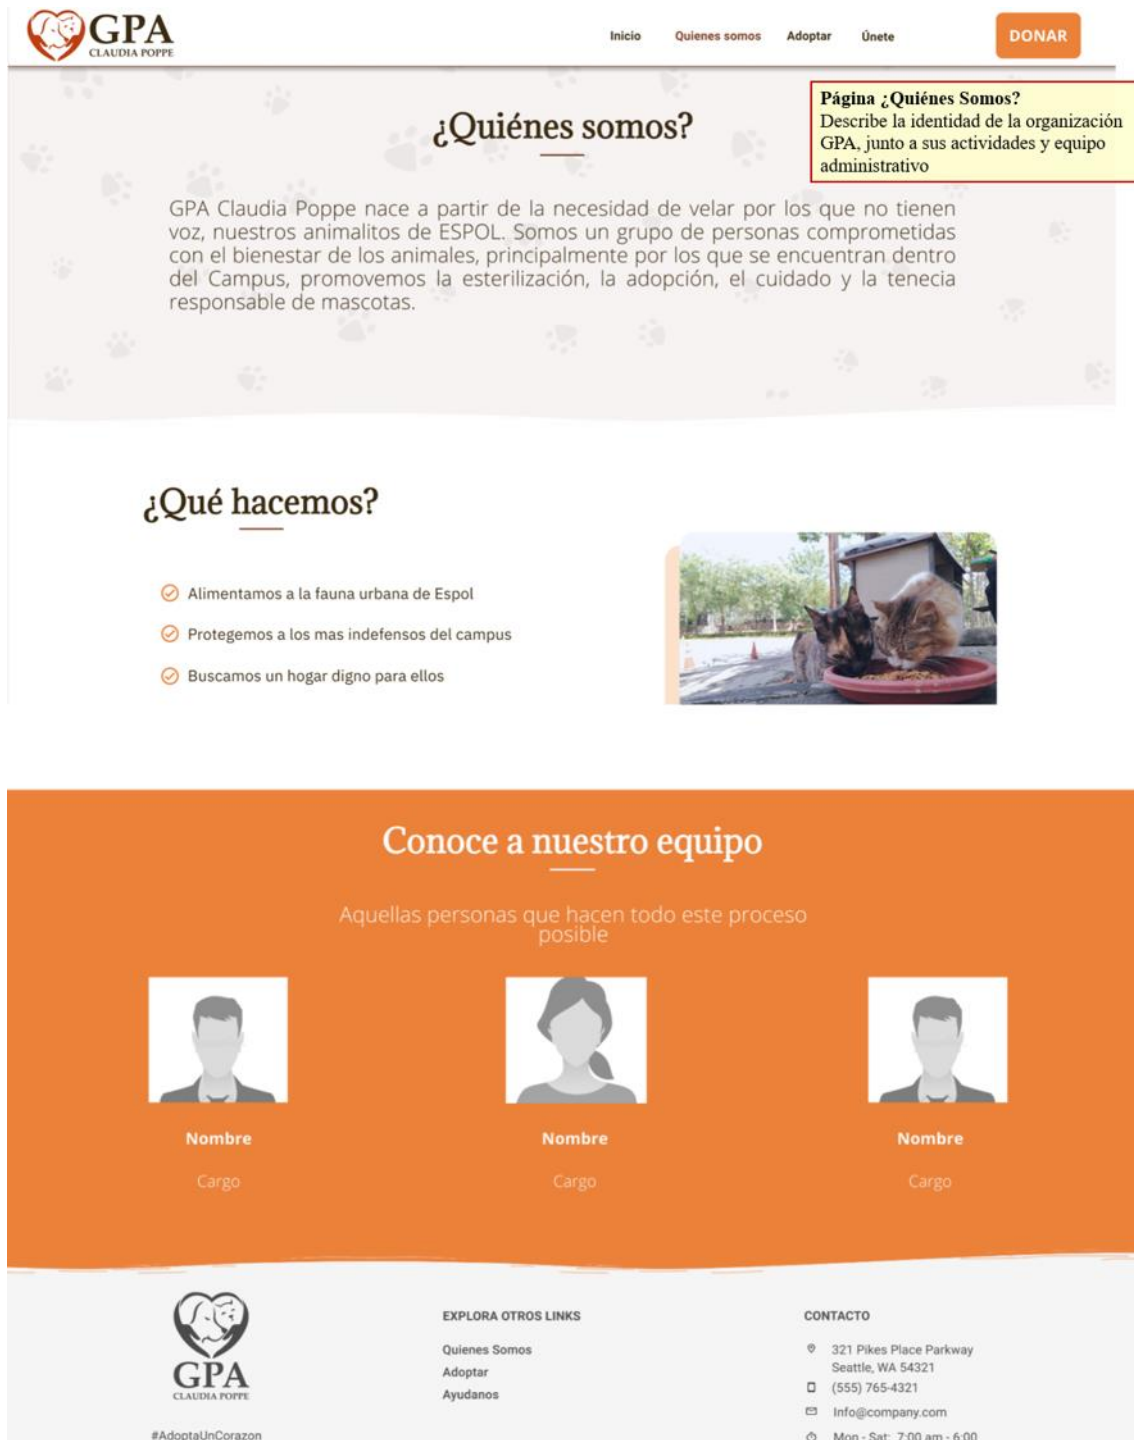 GPA
CLAUDIA POPPE
Inicio
Quienes somos
Adoptar
Únete
DONAR
Página ¿Quiénes Somos?
Describe la identidad de la organización
GPA, junto a sus actividades y equipo
administrativo
¿Quiénes somos?
GPA Claudia Poppe nace a partir de la necesidad de velar por los que no tienen
voz, nuestros animalitos de ESPOL. Somos un grupo de personas comprometidas
con el bienestar de los animales, principalmente por los que se encuentran dentro
del Campus, promovemos la esterilización, la adopción, el cuidado y la tenecia
responsable de mascotas.
¿Qué hacemos?
Alimentamos a la fauna urbana de Espol
Protegemos a los mas indefensos del campus
Buscamos un hogar digno para ellos
Conoce a nuestro equipo
Aquellas personas que hacen todo este proceso
posible
Nombre
Cargo
Nombre
Cargo
Nombre
Cargo
GPA
CLAUDIA POPPE
#AdoptaUnCorazon
EXPLORA OTROS LINKS
Quienes Somos
Adoptar
Ayudanos
CONTACTO
321 Pikes Place Parkway
Seattle, WA 54321
(555) 765-4321
Info@company.com
Mon - Sat: 7:00 am - 6:00